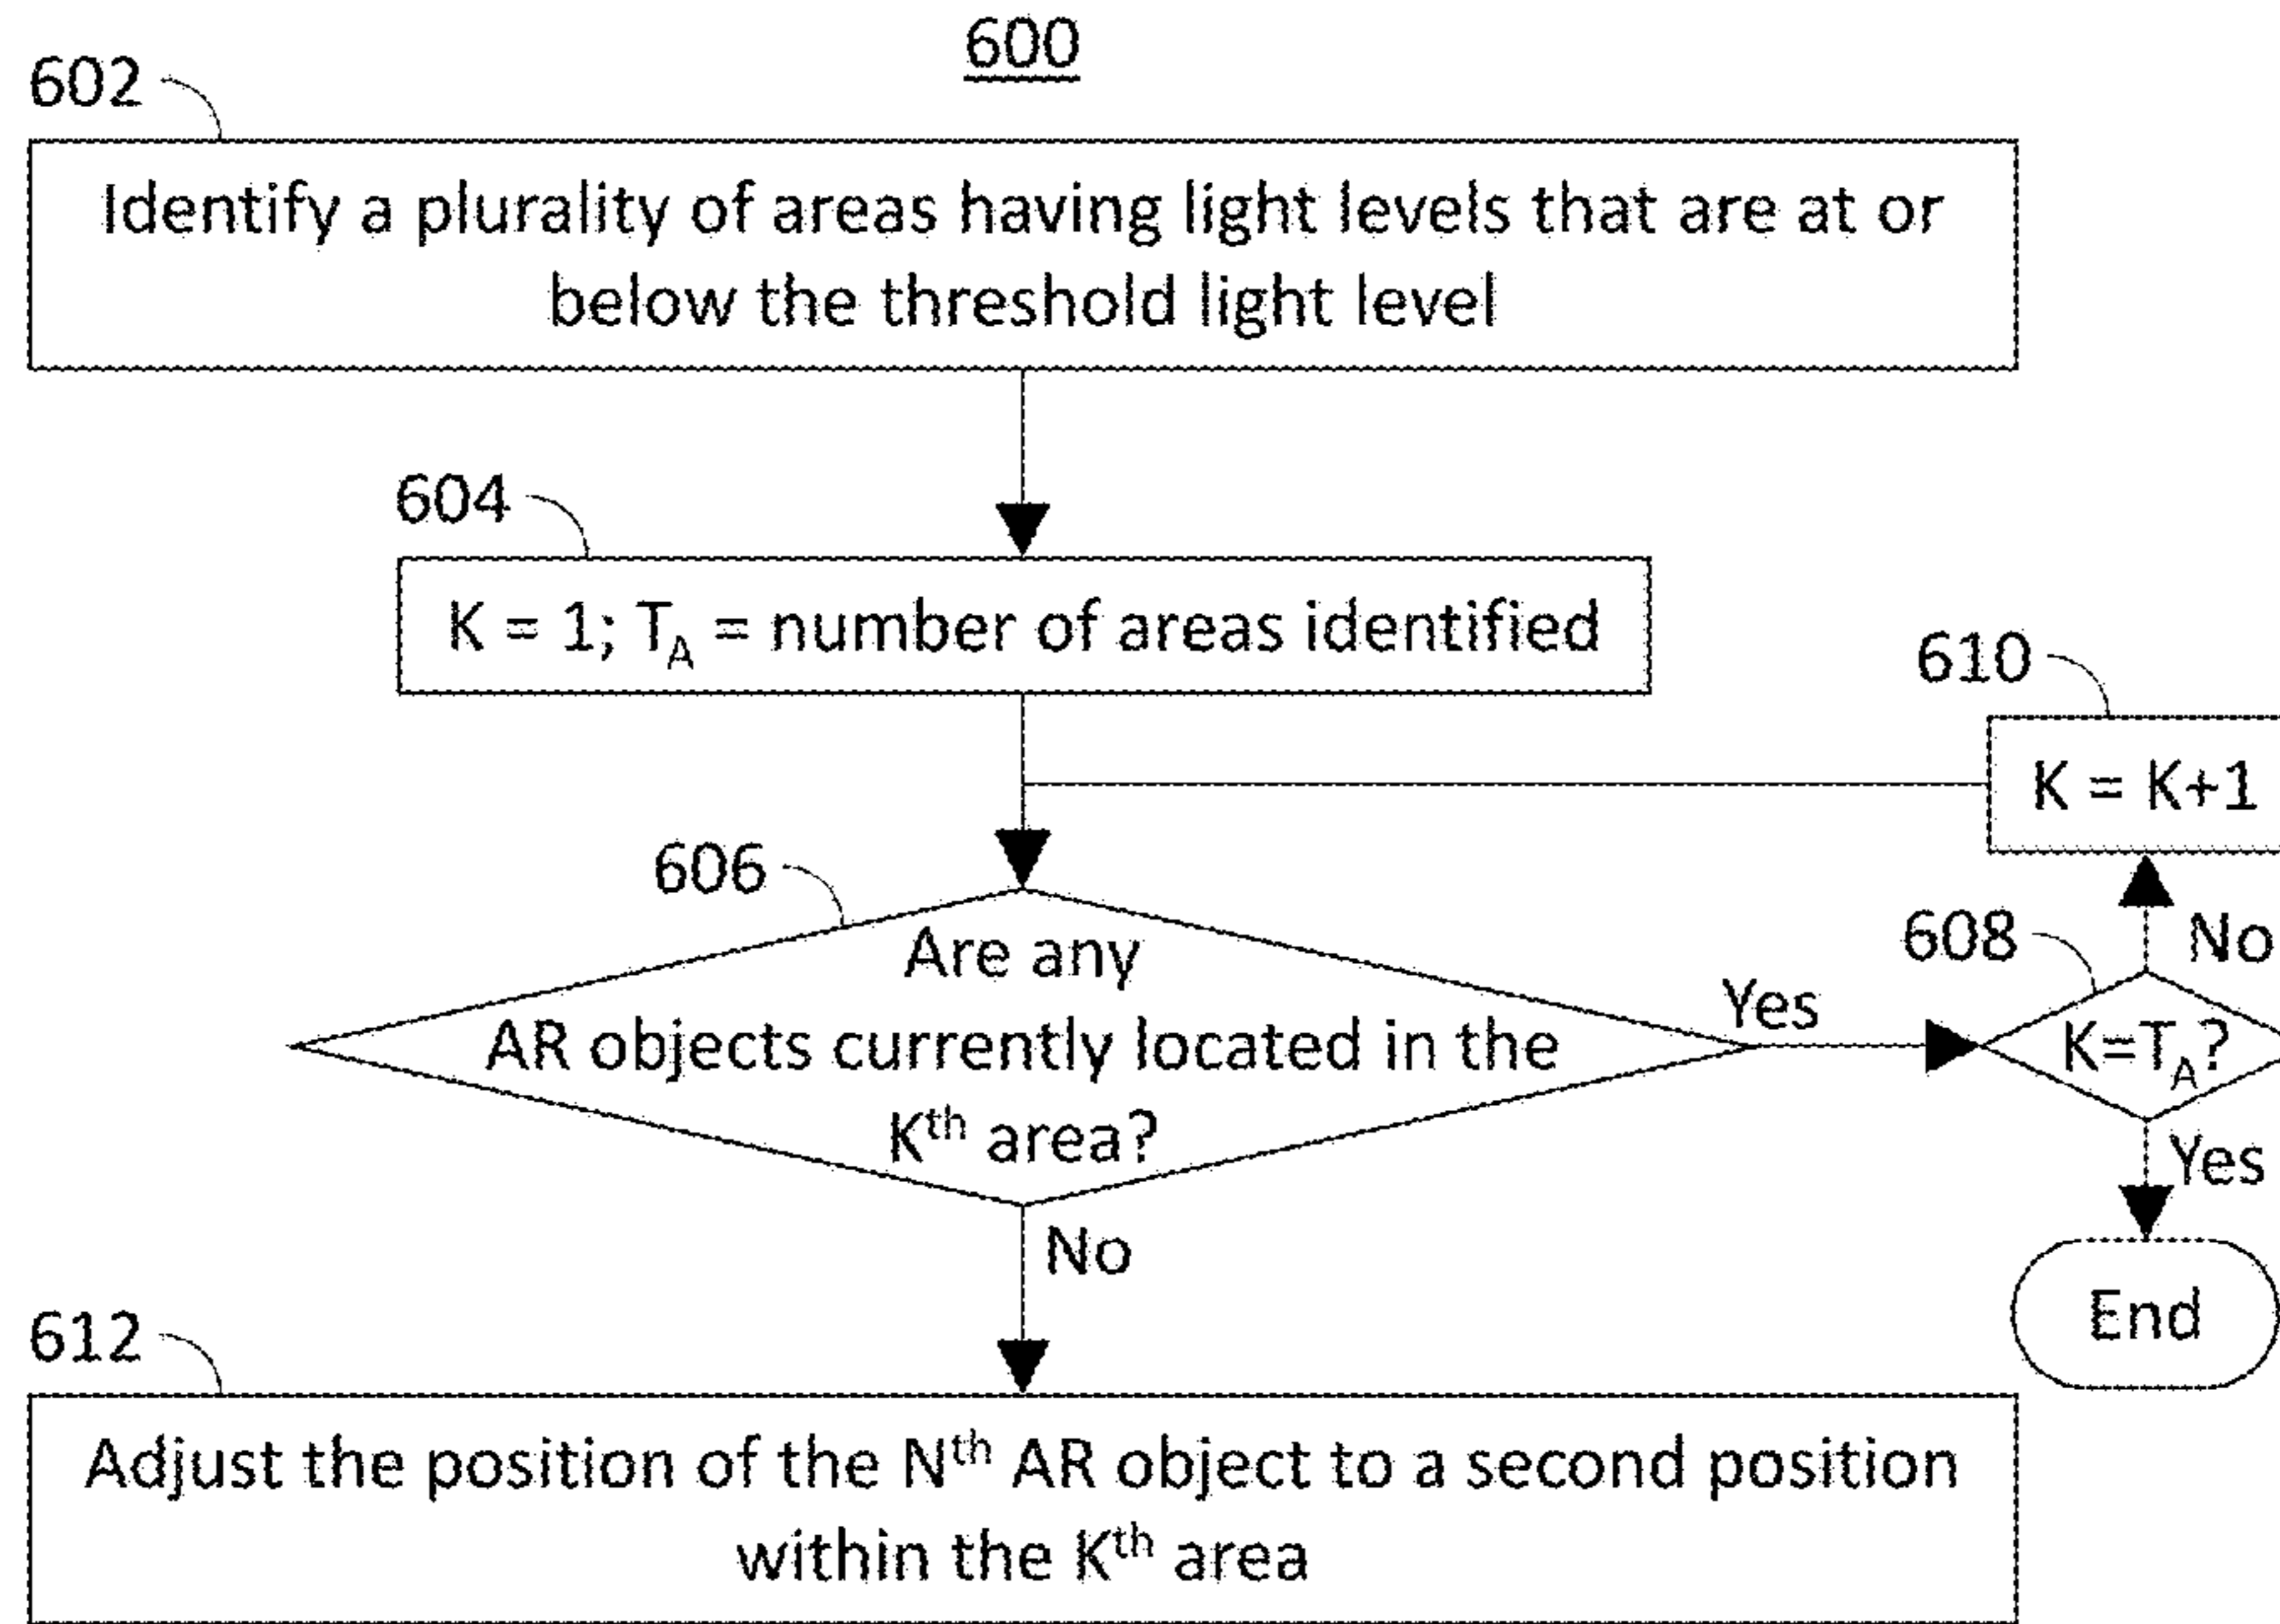 600
602
Identify a plurality of areas having light levels that are at or
below the threshold light level
604
K = 1; T_A = number of areas identified
610
K = K+1
606
Are any
AR objects currently located in the
K^th area?
Yes
608
K=T_A?
No
Yes
End
No
612
Adjust the position of the N^th AR object to a second position
within the K^th area